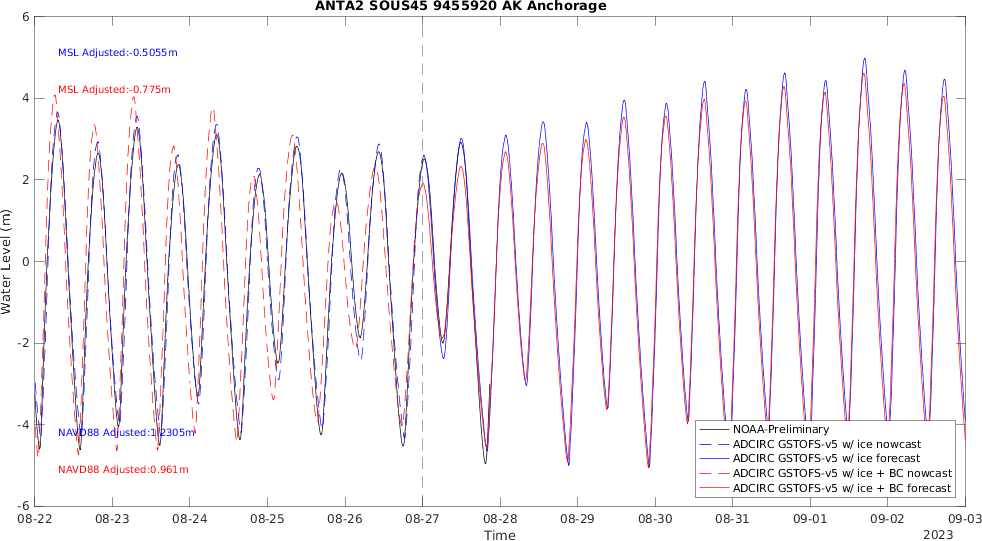 ANTA2 SOUS45 9455920 AK Anchorage
6
MSL Adjusted:-0.5055m
4
MSL Adjusted:-0.775m
2
Water Level (m)
0
-2
-4
NAVD88 Adjusted:1.2305m
NAVD88 Adjusted:0.961m
-6
NOAA-Preliminary
ADCIRC GSTOFS-v5 w/ ice nowcast
ADCIRC GSTOFS-v5 w/ ice forecast
ADCIRC GSTOFS-v5 w/ ice + BC nowcast
ADCIRC GSTOFS-v5 w/ ice + BC forecast
08-22 08-23 08-24 08-25 08-26 08-27 08-28 08-29 08-30 08-31 09-01 09-02 09-03
Time
2023